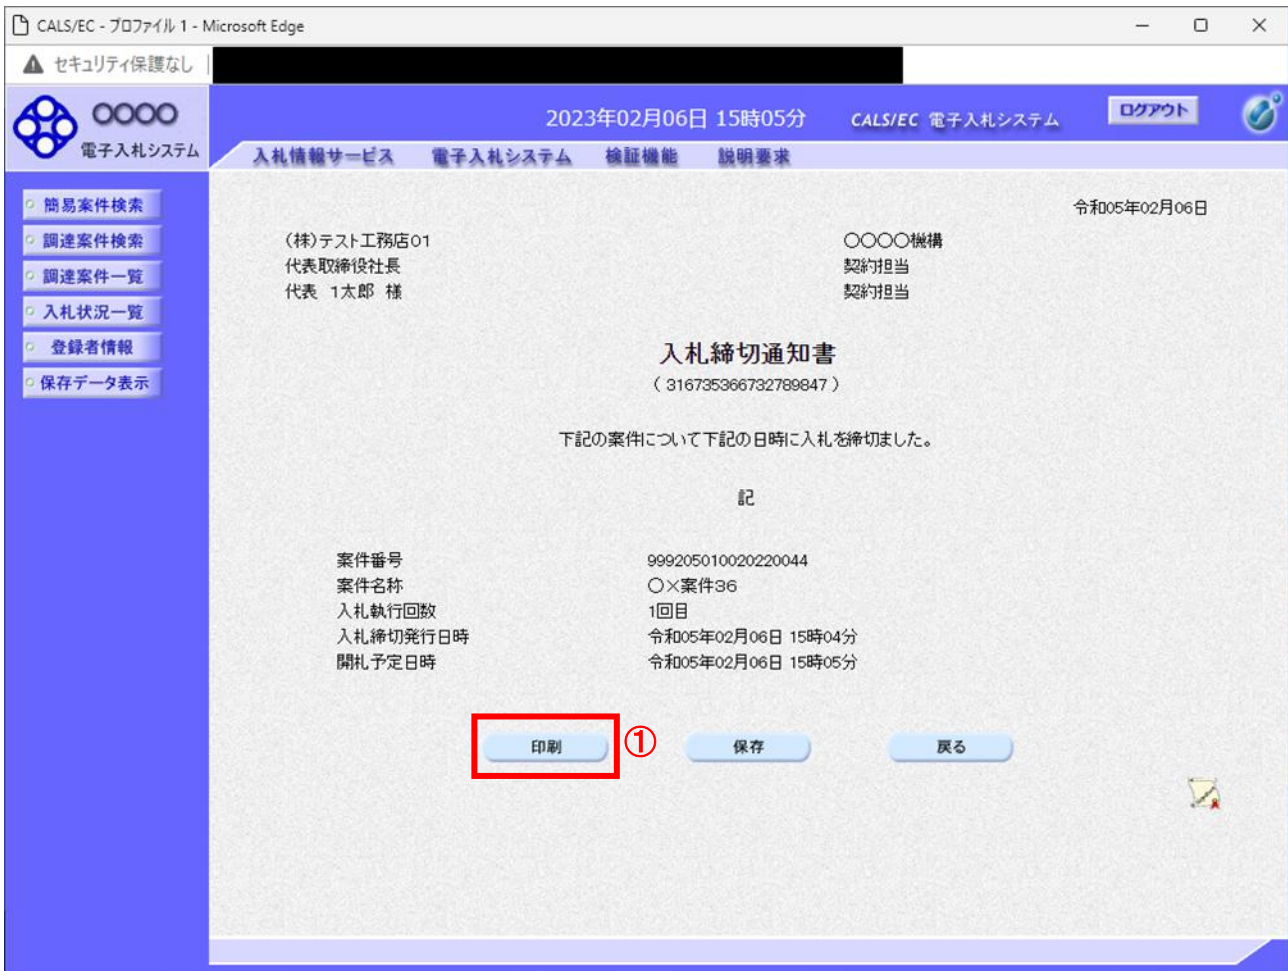 CALS/EC - プロファイル 1 - Microsoft Edge
セキュリティ保護なし
〇〇〇〇
電子入札システム
2023年02月06日 15時05分
CALS/EC 電子入札システム
ログアウト
入札情報サービス 電子入札システム 検証機能 説明要求
簡易案件検索
調達案件検索
調達案件一覧
入札状況一覧
登録者情報
保存データ表示
令和05年02月06日
(株)テスト工務店01
代表取締役社長
代表 1太郎 様
〇〇〇〇機構
契約担当
契約担当
入札締切通知書
( 316735366732789847 )
下記の案件について下記の日時に入札を締切ました。
記
案件番号 999205010020220044
案件名称 〇×案件36
入札執行回数 1回目
入札締切発行日時 令和05年02月06日 15時04分
開札予定日時 令和05年02月06日 15時05分
印刷 ① 保存 戻る